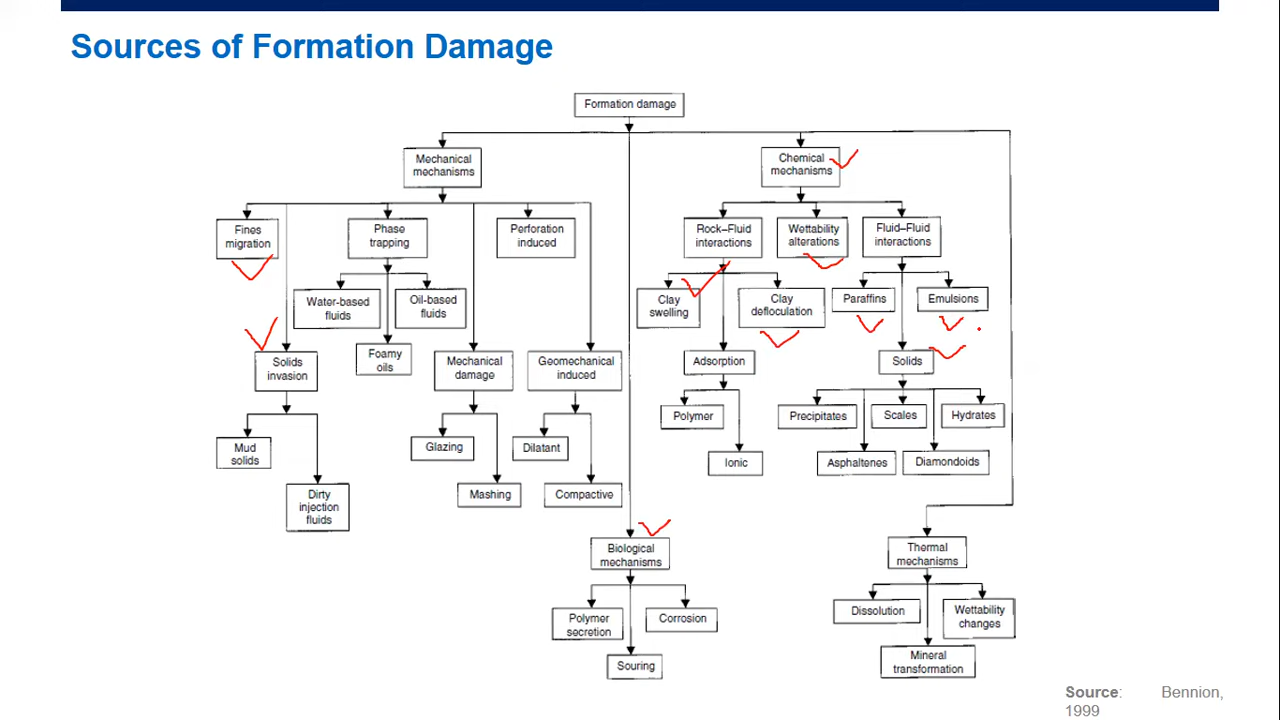 Sources of Formation Damage
Formation damage
Mechanical
mechanisms
Chemical
mechanisms
Fines
migration
Phase
trapping
Perforation
induced
Rock–Fluid
interactions
Wettability
alterations
Fluid–Fluid
interactions
Water-based
fluids
Oil-based
fluids
Clay
swelling
Clay
defloculation
Paraffins
Emulsions
Solids
invasion
Foamy
oils
Mechanical
damage
Geomechanical
induced
Adsorption
Solids
Polymer
Precipitates
Scales
Hydrates
Mud
solids
Glazing
Dilatant
Ionic
Asphaltenes
Diamondoids
Dirty
injection
fluids
Mashing
Compactive
Biological
mechanisms
Thermal
mechanisms
Polymer
secretion
Corrosion
Dissolution
Wettability
changes
Souring
Mineral
transformation
Source: Bennion,
1999